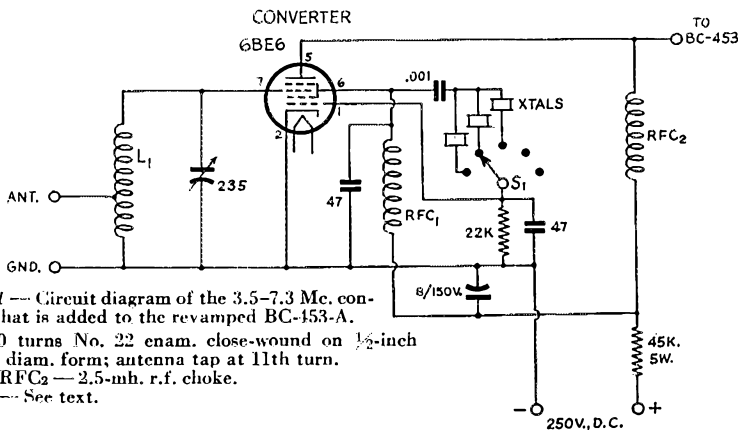 CONVERTER
6BE6
TO
BC-453
5
7
6
1
2
.001
XTALS
L1
235
ANT.
47
RFC1
S1
22K
47
RFC2
GND.
8/150V.
— Circuit diagram of the 3.5–7.3 Mc. con-
hat is added to the revamped BC-453-A.
0 turns No. 22 enam. close-wound on ½-inch
diam. form; antenna tap at 11th turn.
RFC2 — 2.5-mh. r.f. choke.
— See text.
45K.
5W.
– +
250V., D.C.